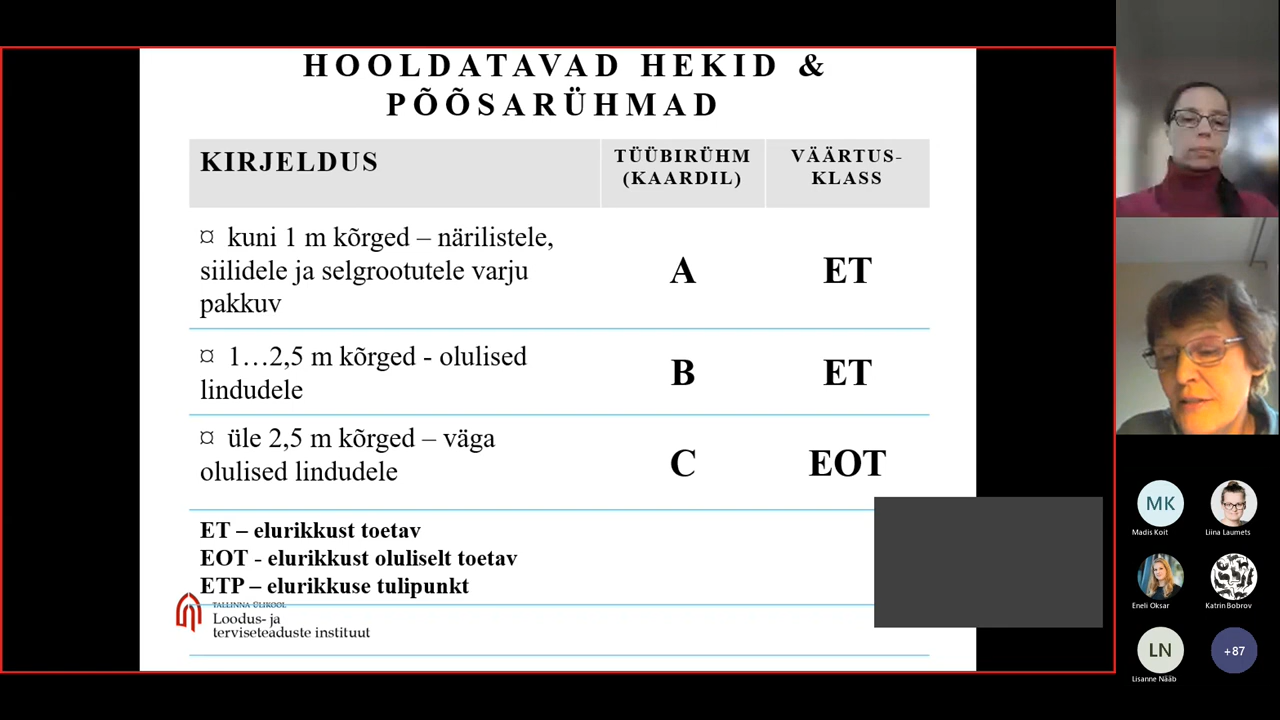 HOOLDATAVAD HEKID &
PÕÕSARÜHMAD
KIRJELDUS
TÜÜBIRÜHM
(KAARDIL)
VÄÄRTUS-
KLASS
¤ kuni 1 m kõrged – närilistele,
siilidele ja selgrootutele varju
pakkuv
A
ET
¤ 1…2,5 m kõrged - olulised
lindudele
B
ET
¤ üle 2,5 m kõrged – väga
olulised lindudele
C
EOT
ET – elurikkust toetav
EOT - elurikkust oluliselt toetav
ETP – elurikkuse tulipunkt
TALLINNA ÜLIKOOL
Loodus- ja
terviseteaduste instituut
MK
Madis Koit
Liina Laumets
Eneli Oksar
Katrin Bobrov
LN
Lisanne Nääb
+87